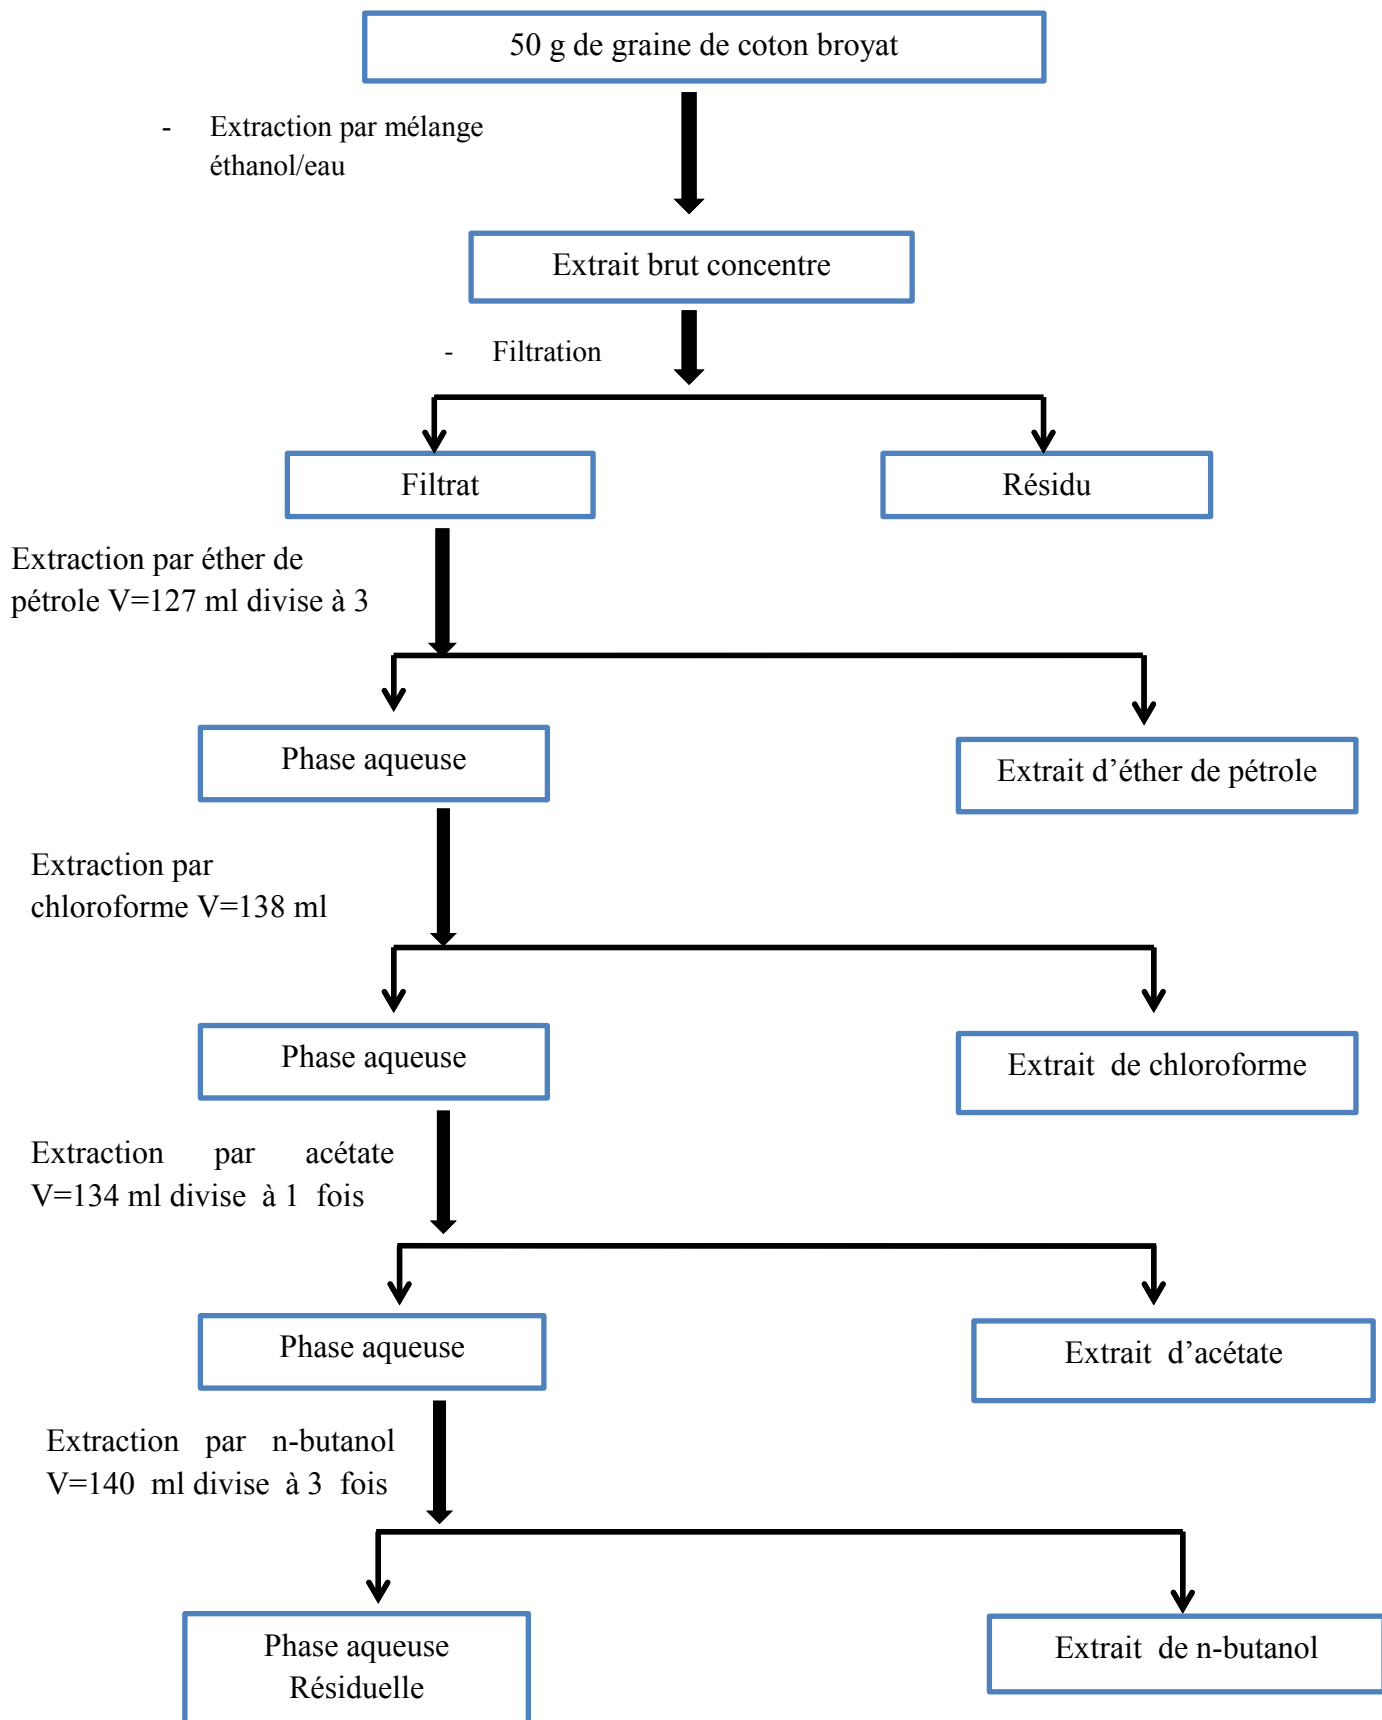 50 g de graine de coton broyat
- Extraction par mélange
éthanol/eau
Extrait brut concentre
- Filtration
Filtrat
Résidu
Extraction par éther de
pétrole V=127 ml divise à 3
Phase aqueuse
Extrait d’éther de pétrole
Extraction par
chloroforme V=138 ml
Phase aqueuse
Extrait de chloroforme
Extraction par acétate
V=134 ml divise à 1 fois
Phase aqueuse
Extrait d’acétate
Extraction par n-butanol
V=140 ml divise à 3 fois
Phase aqueuse
Résiduelle
Extrait de n-butanol